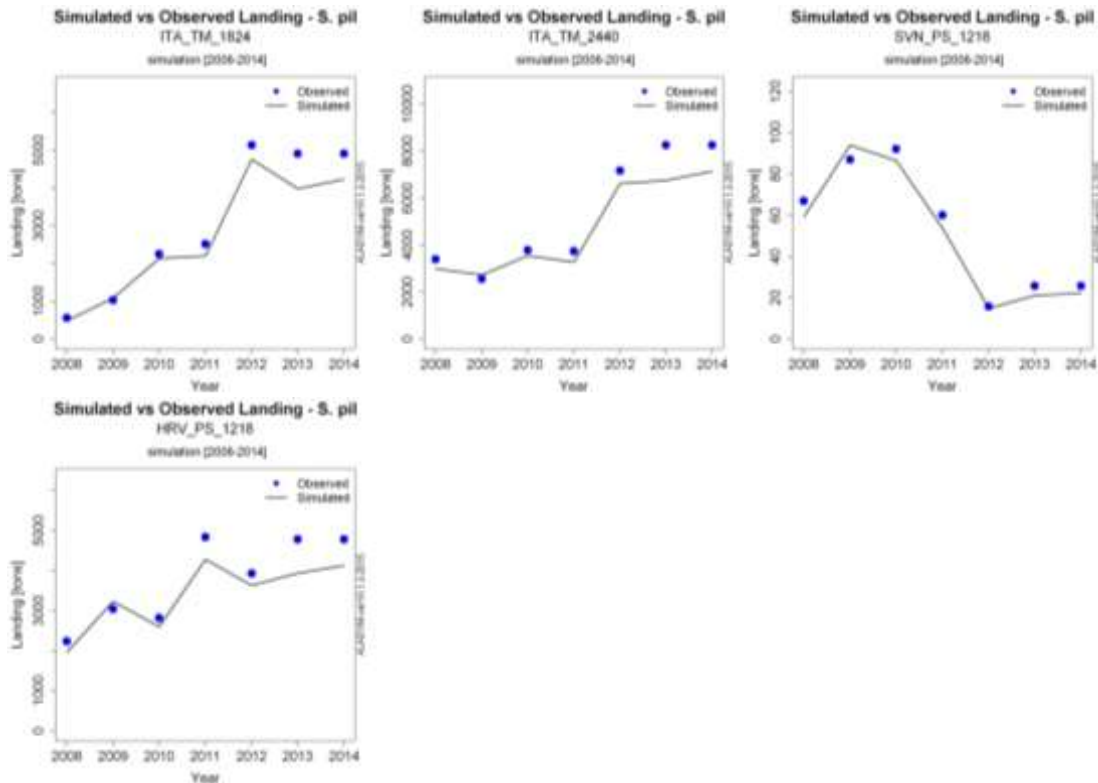 Simulated vs Observed Landing - S. pil
ITA_TM_1824
simulation [2008-2014]
Observed
Simulated
Landing [tons]
5000
3000
1000
0
2008 2009 2010 2011 2012 2013 2014
Year
Simulated vs Observed Landing - S. pil
ITA_TM_2440
simulation [2008-2014]
Observed
Simulated
Landing [tons]
10000
8000
6000
4000
2000
0
2008 2009 2010 2011 2012 2013 2014
Year
Simulated vs Observed Landing - S. pil
SVN_PS_1218
simulation [2008-2014]
Observed
Simulated
Landing [tons]
120
100
80
60
40
20
0
2008 2009 2010 2011 2012 2013 2014
Year
Simulated vs Observed Landing - S. pil
HRV_PS_1218
simulation [2008-2014]
Observed
Simulated
Landing [tons]
5000
3000
1000
0
2008 2009 2010 2011 2012 2013 2014
Year